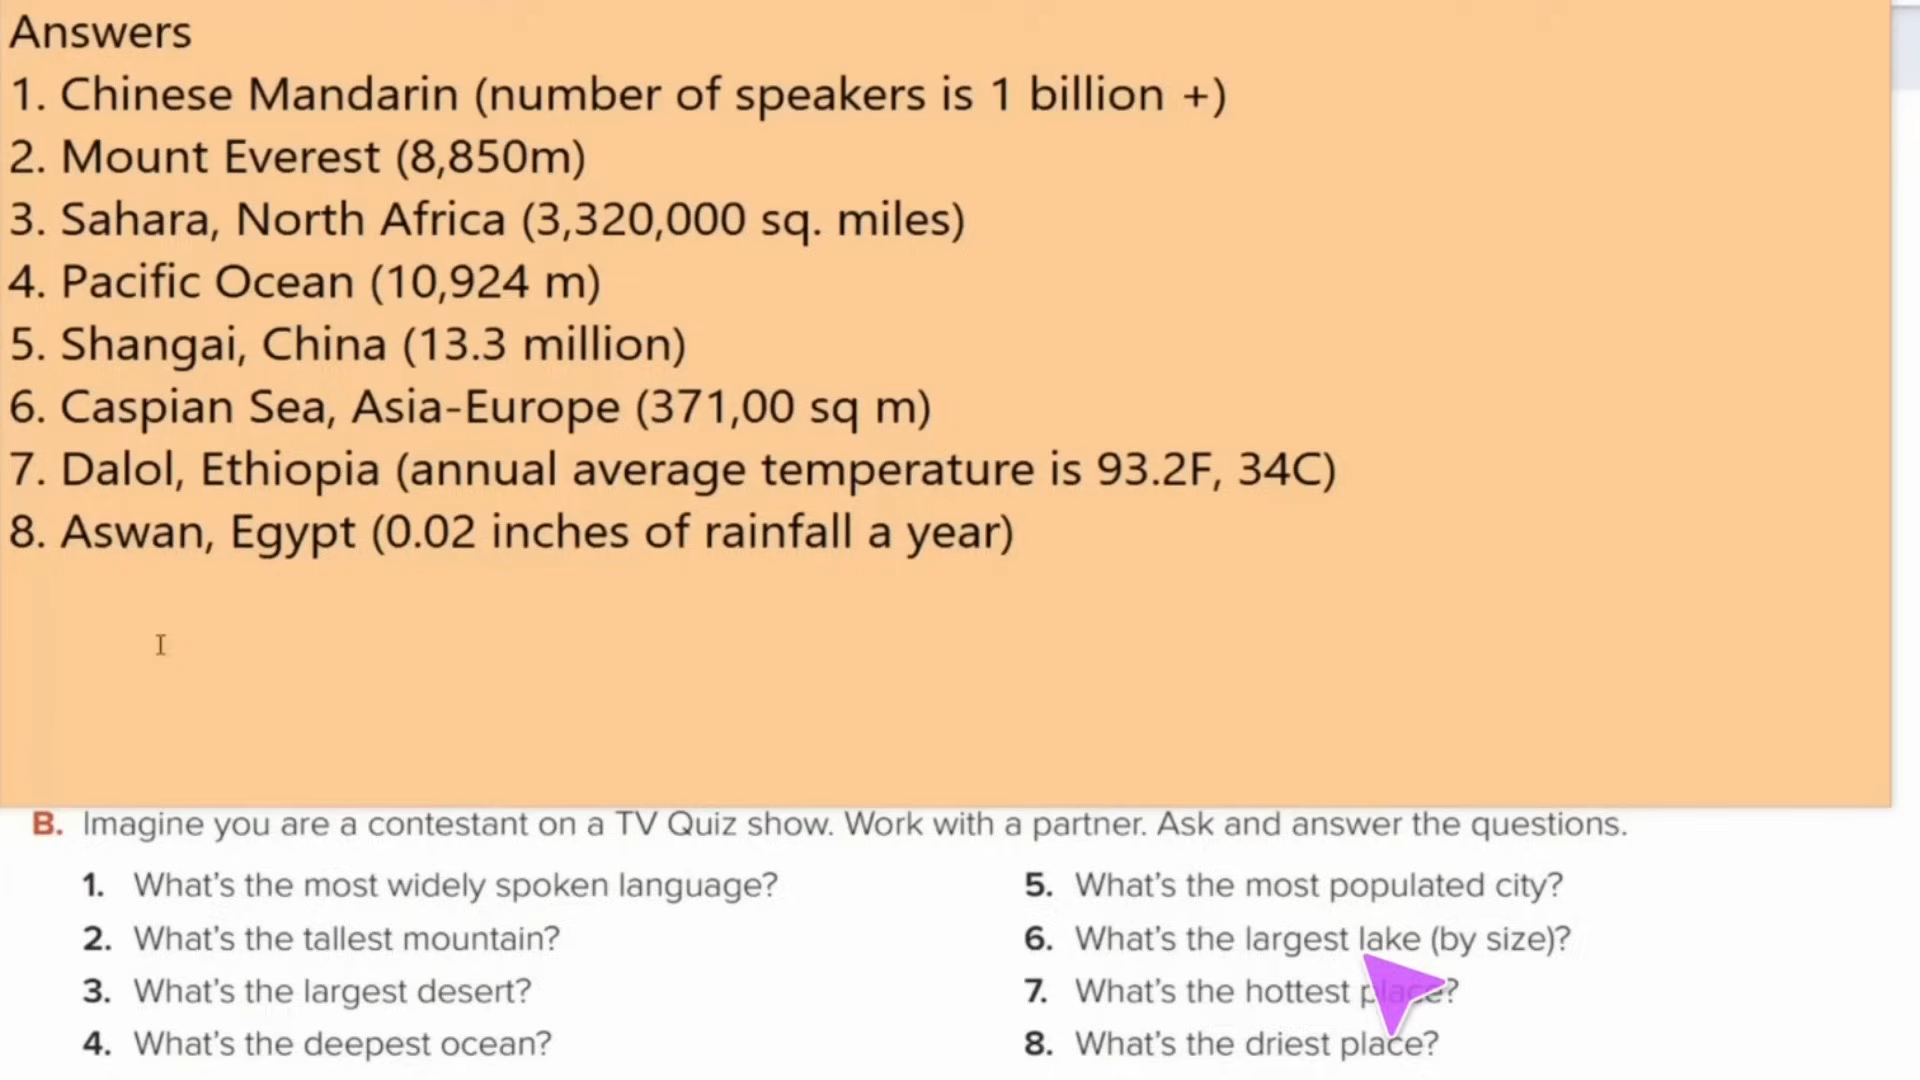 Answers
1. Chinese Mandarin (number of speakers is 1 billion +)
2. Mount Everest (8,850m)
3. Sahara, North Africa (3,320,000 sq. miles)
4. Pacific Ocean (10,924 m)
5. Shangai, China (13.3 million)
6. Caspian Sea, Asia-Europe (371,00 sq m)
7. Dalol, Ethiopia (annual average temperature is 93.2F, 34C)
8. Aswan, Egypt (0.02 inches of rainfall a year)
B. Imagine you are a contestant on a TV Quiz show. Work with a partner. Ask and answer the questions.
1. What's the most widely spoken language?
2. What's the tallest mountain?
3. What's the largest desert?
4. What's the deepest ocean?
5. What's the most populated city?
6. What's the largest lake (by size)?
7. What's the hottest place?
8. What's the driest place?